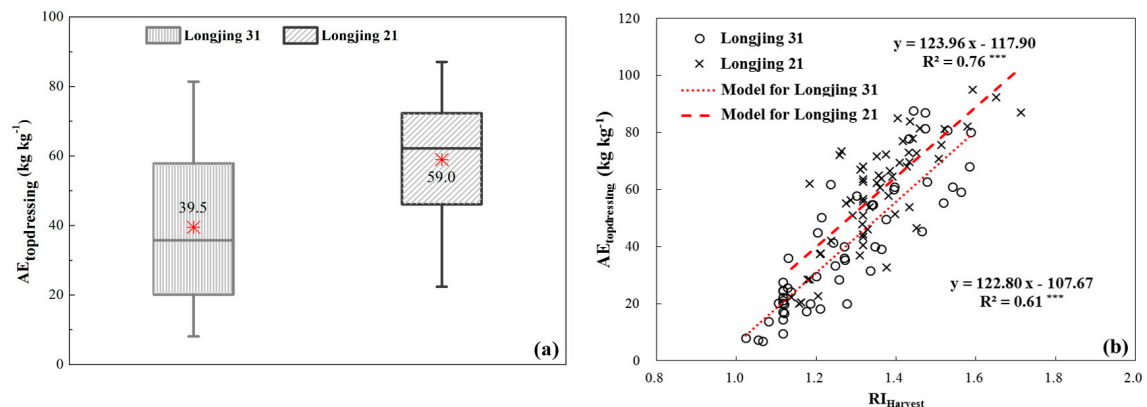 100
80
60
40
20
0
AEtopdressing (kg kg-1)
Longjing 31
Longjing 21
39.5
59.0
(a)
120
100
80
60
40
20
0
AEtopdressing (kg kg-1)
Longjing 31
Longjing 21
Model for Longjing 31
Model for Longjing 21
y = 123.96 x - 117.90
R² = 0.76 ***
y = 122.80 x - 107.67
R² = 0.61 ***
(b)
0.8 1.0 1.2 1.4 1.6 1.8 2.0
RIHarvest